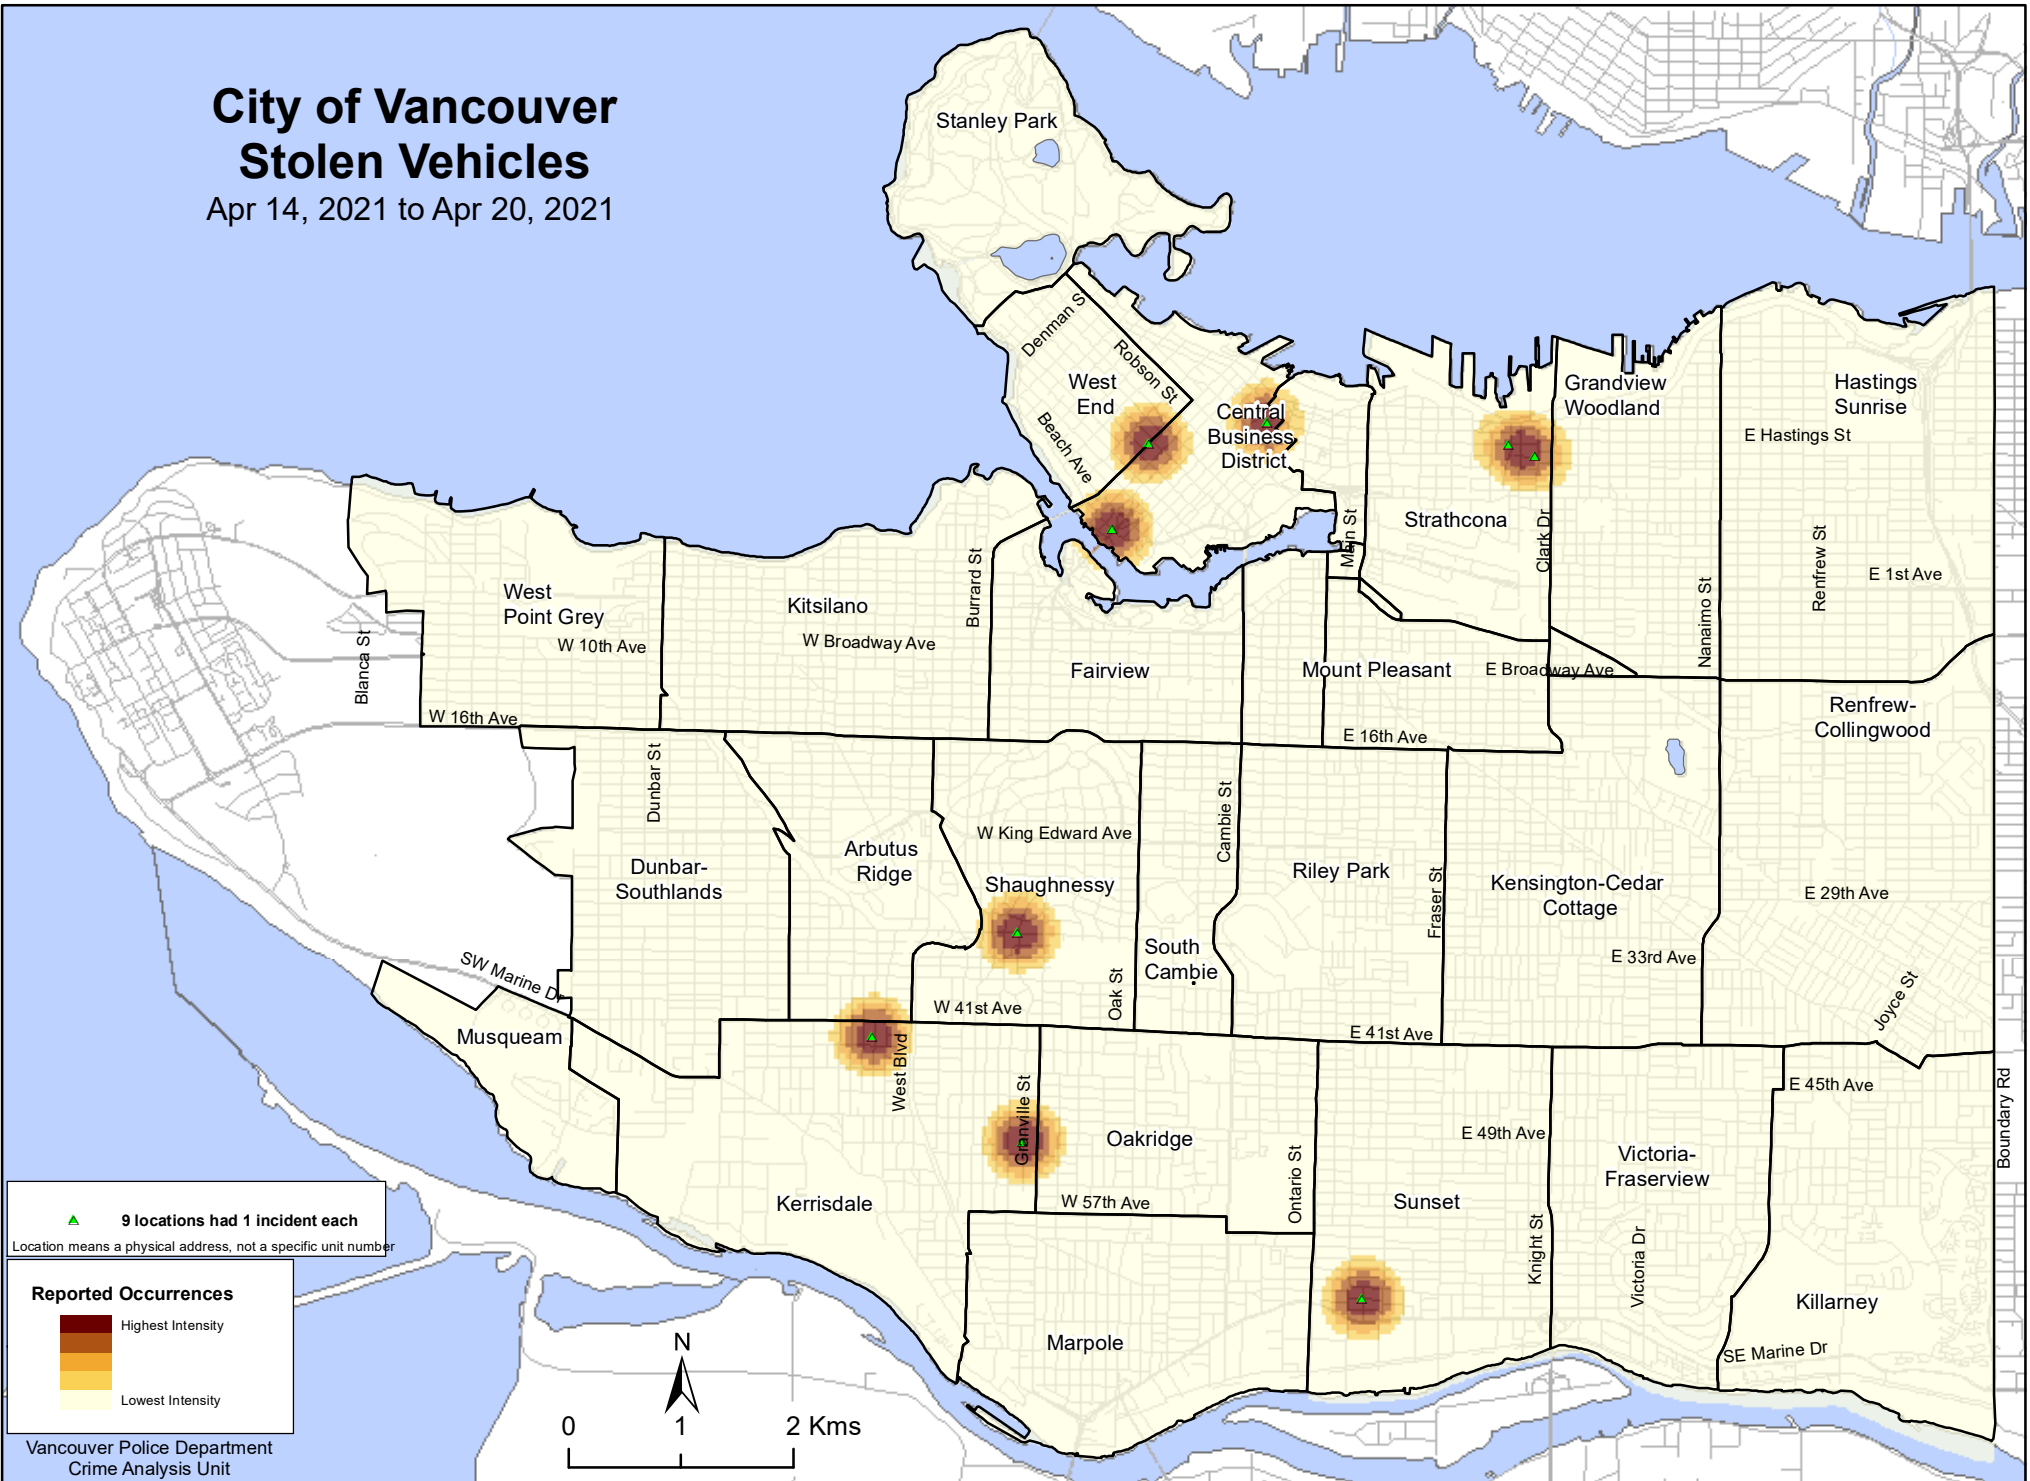 City of Vancouver
Stolen Vehicles
Apr 14, 2021 to Apr 20, 2021
Stanley Park
Denman S
Robson St
West
End
Beach Ave
Central
Business
District
Main St
Strathcona
Clark Dr
Grandview
Woodland
Hastings
Sunrise
E Hastings St
Nanaimo St
Renfrew St
E 1st Ave
West
Point Grey
W 10th Ave
Blanca St
W 16th Ave
Kitsilano
W Broadway Ave
Burrard St
Fairview
Mount Pleasant
E Broadway Ave
E 16th Ave
Renfrew-
Collingwood
Dunbar St
Dunbar-
Southlands
Arbutus
Ridge
W King Edward Ave
Shaughnessy
Cambie St
South
Cambie
Oak St
Riley Park
Fraser St
Kensington-Cedar
Cottage
E 29th Ave
E 33rd Ave
Joyce St
SW Marine Dr
Musqueam
W 41st Ave
E 41st Ave
West Blvd
Granville St
Oakridge
Ontario St
W 57th Ave
Kerrisdale
E 45th Ave
E 49th Ave
Boundary Rd
Victoria-
Fraserview
Sunset
Knight St
Victoria Dr
Killarney
SE Marine Dr
Marpole
9 locations had 1 incident each
Location means a physical address, not a specific unit number
Reported Occurrences
Highest Intensity
Lowest Intensity
Vancouver Police Department
Crime Analysis Unit
N
0 1 2 Kms